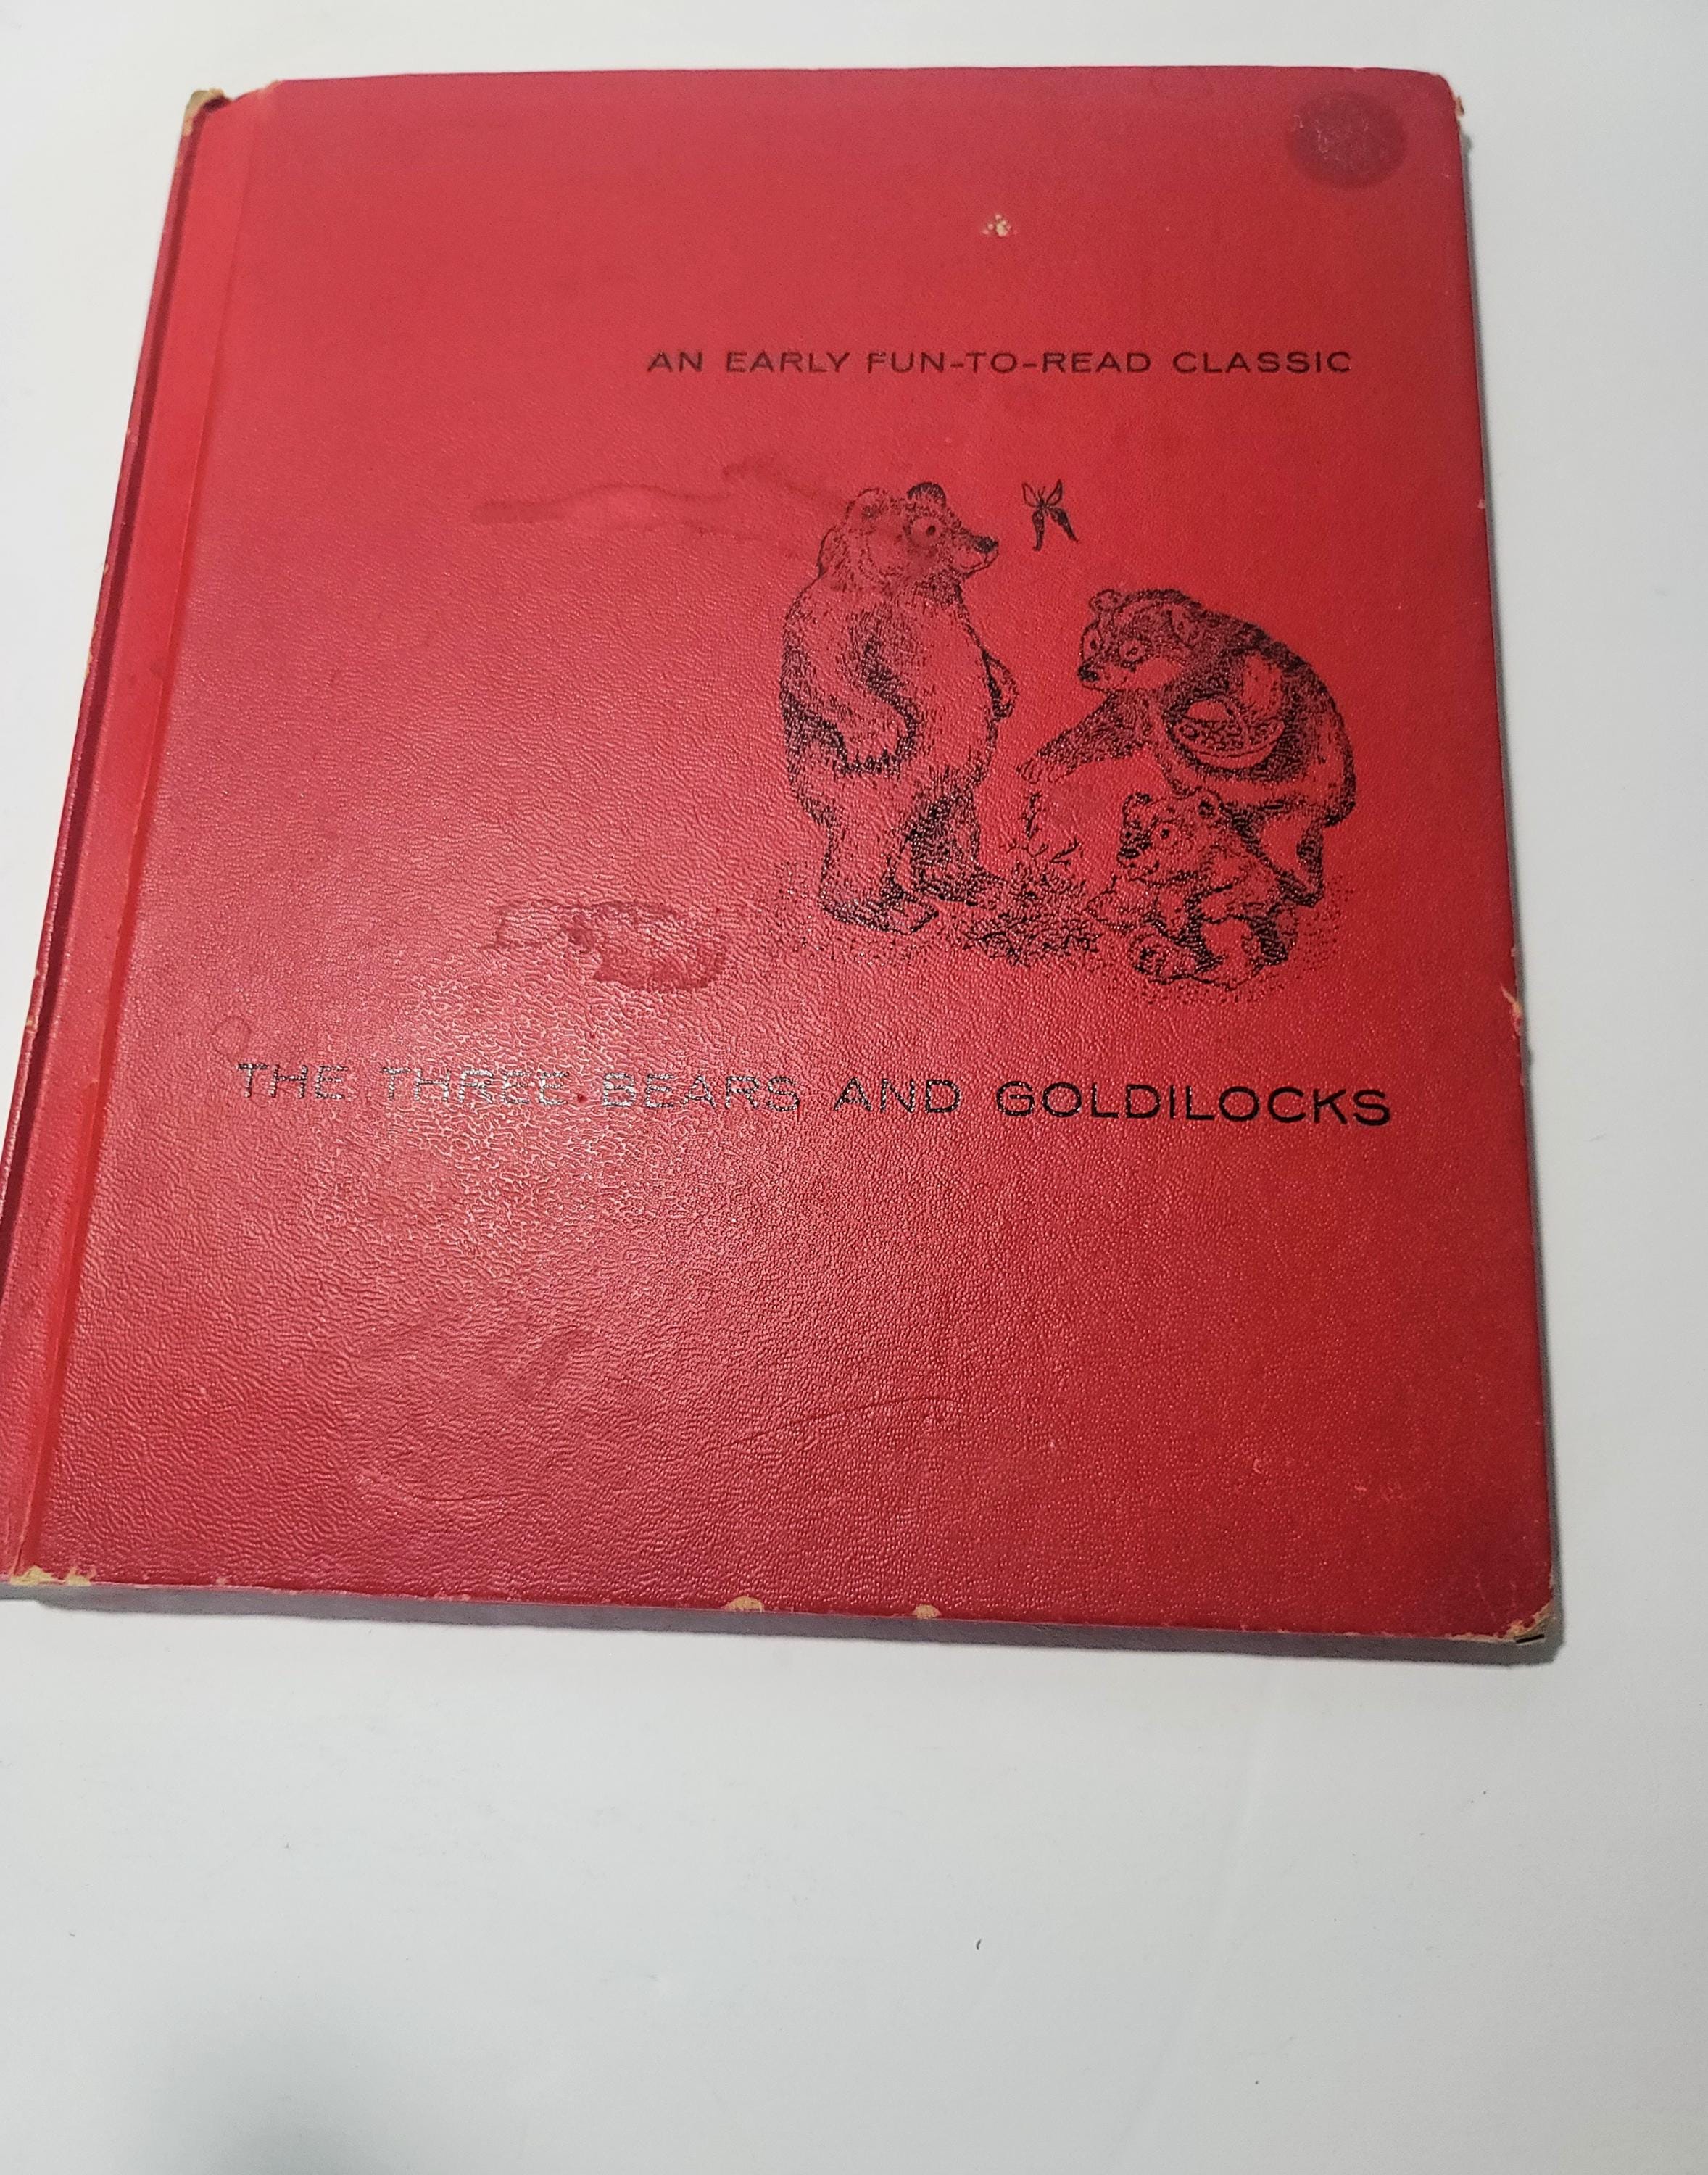 AN EARLY FUN-TO-READ CLASSIC
THE THREE BEARS AND GOLDILOCKS